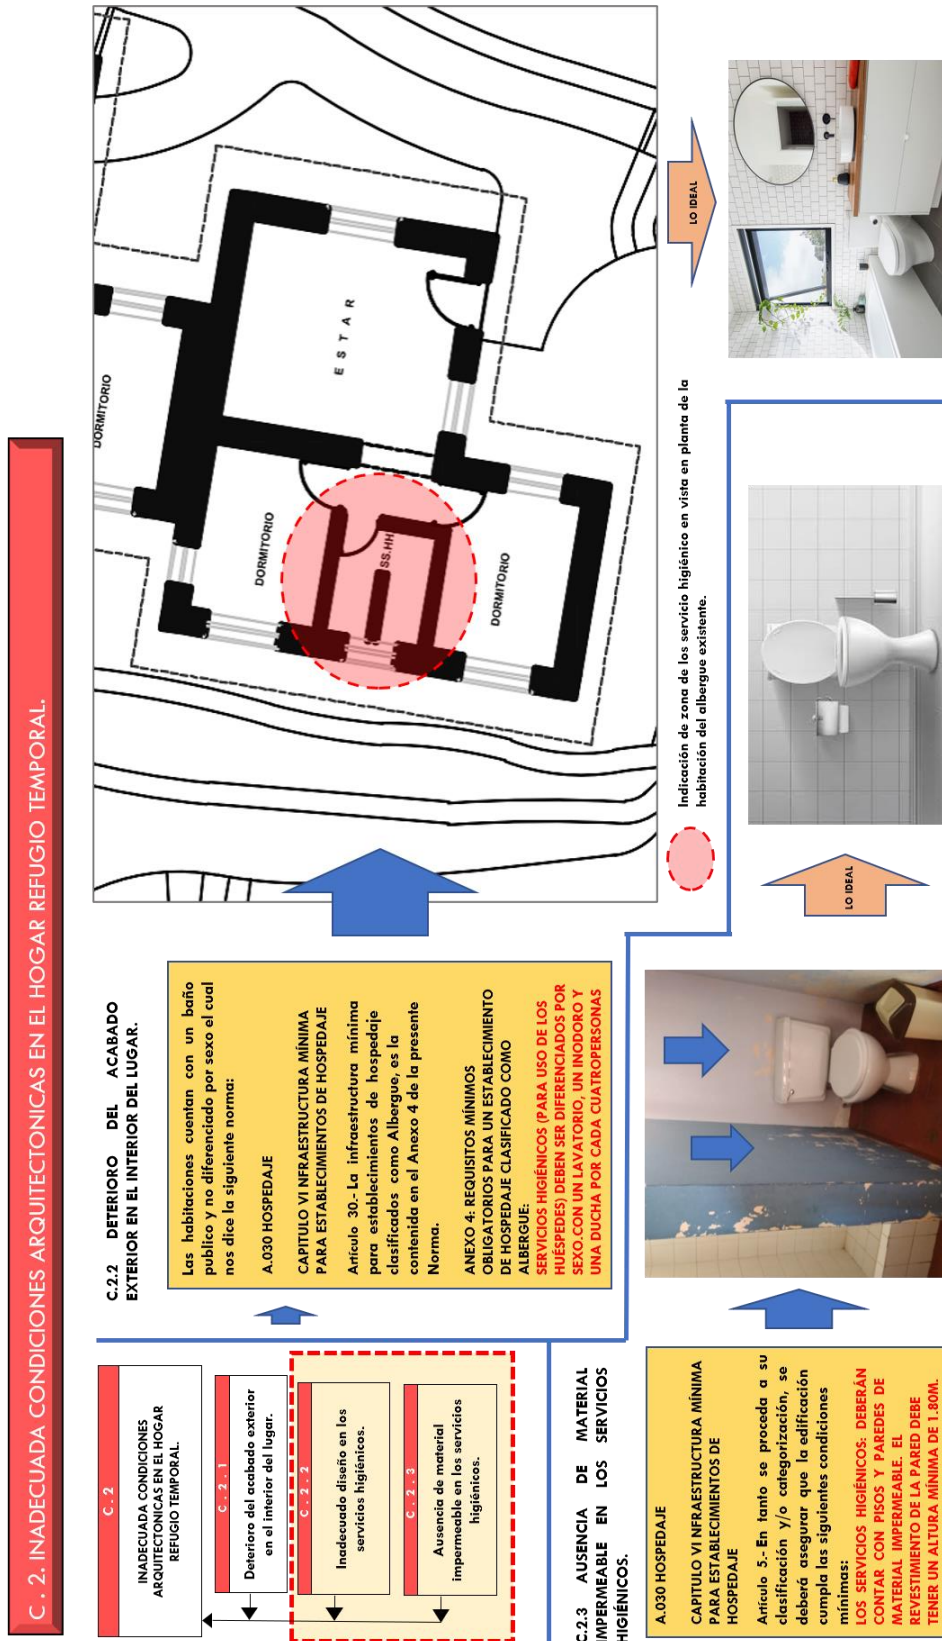 C . 2. INADECUADA CONDICIONES ARQUITECTONICAS EN EL HOGAR REFUGIO TEMPORAL.
C . 2
INADECUADA CONDICIONES
ARQUITECTONICAS EN EL HOGAR
REFUGIO TEMPORAL.
C . 2 . 1
Deterioro del acabado exterior
en el interior del lugar.
C . 2 . 2
Inadecuado diseño en los
servicios higiénicos.
C . 2 . 3
Ausencia de material
impermeable en los servicios
higiénicos.
C.2.2 DETERIORO DEL ACABADO
EXTERIOR EN EL INTERIOR DEL LUGAR.
Las habitaciones cuentan con un baño
publico y no diferenciado por sexo el cual
nos dice la siguiente norma:
A.030 HOSPEDAJE
CAPITULO VI INFRAESTRUCTURA MÍNIMA
PARA ESTABLECIMIENTOS DE HOSPEDAJE
Artículo 30.- La infraestructura mínima
para establecimientos de hospedaje
clasificados como Albergue, es la
contenida en el Anexo 4 de la presente
Norma.
ANEXO 4: REQUISITOS MÍNIMOS
OBLIGATORIOS PARA UN ESTABLECIMIENTO
DE HOSPEDAJE CLASIFICADO COMO
ALBERGUE:
SERVICIOS HIGIÉNICOS (PARA USO DE LOS
HUÉSPEDES) DEBEN SER DIFERENCIADOS POR
SEXO.CON UN LAVATORIO, UN INODORO Y
UNA DUCHA POR CADA CUATROPERSONAS
DORMITORIO
ESTAR
DORMITORIO
SS.HH
DORMITORIO
Indicación de zona de los servicio higiénico en vista en planta de la
habitación del albergue existente.
LO IDEAL
C.2.3 AUSENCIA DE MATERIAL
IMPERMEABLE EN LOS SERVICIOS
HIGIÉNICOS.
A.030 HOSPEDAJE
CAPITULO VI NFRAESTRUCTURA MÍNIMA
PARA ESTABLECIMIENTOS DE
HOSPEDAJE
Artículo 5.- En tanto se proceda a su
clasificación y/o categorización, se
deberá asegurar que la edificación
cumpla las siguientes condiciones
mínimas:
LOS SERVICIOS HIGIÉNICOS: DEBERÁN
CONTAR CON PISOS Y PAREDES DE
MATERIAL IMPERMEABLE. EL
REVESTIMIENTO DE LA PARED DEBE
TENER UN ALTURA MÍNIMA DE 1.80M.
LO IDEAL